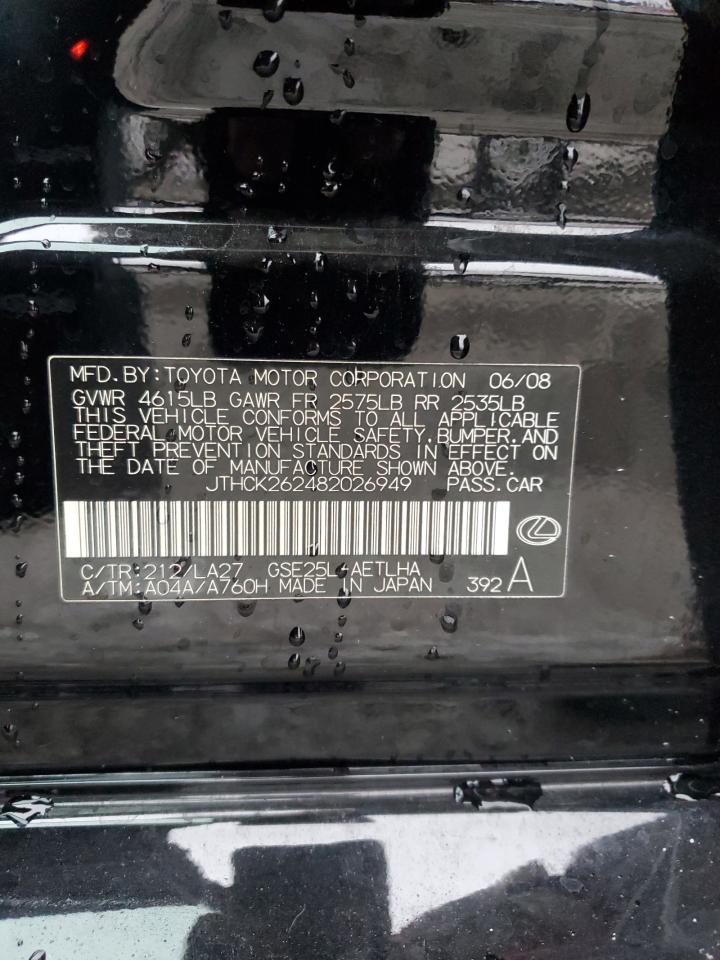 MFD.BY:TOYOTA MOTOR CORPORATION 06/08
GVWR 4615LB GAWR FR 2575LB RR 2535LB
THIS VEHICLE CONFORMS TO ALL APPLICABLE
FEDERAL MOTOR VEHICLE SAFETY,BUMPER,AND
THEFT PREVENTION STANDARDS IN EFFECT ON
THE DATE OF MANUFACTURE SHOWN ABOVE.
JTHCK262482026949 PASS.CAR
C/TR:212/LA27 GSE25L-AETLHA
A/TM:A04A/A760H MADE IN JAPAN 392 A